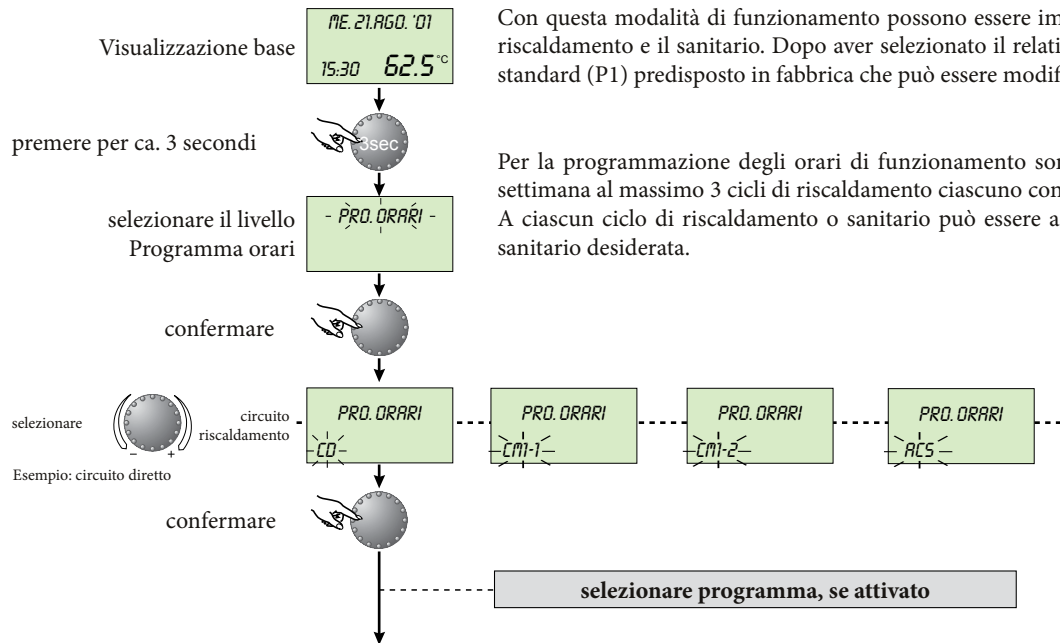 ME. 21.AGO. '01
Visualizzazione base
15:30 62.5°C
Con questa modalità di funzionamento possono essere im
riscaldamento e il sanitario. Dopo aver selezionato il relati
standard (P1) predisposto in fabbrica che può essere modif
premere per ca. 3 secondi
3sec
Per la programmazione degli orari di funzionamento sor
settimana al massimo 3 cicli di riscaldamento ciascuno con
A ciascun ciclo di riscaldamento o sanitario può essere a
sanitario desiderata.
selezionare il livello
Programma orari
- PRO. ORARI -
confermare
selezionare
- +
Esempio: circuito diretto
circuito
riscaldamento
PRO. ORARI
CD
PRO. ORARI
CM1-1
PRO. ORARI
CM1-2
PRO. ORARI
ACS
confermare
selezionare programma, se attivato